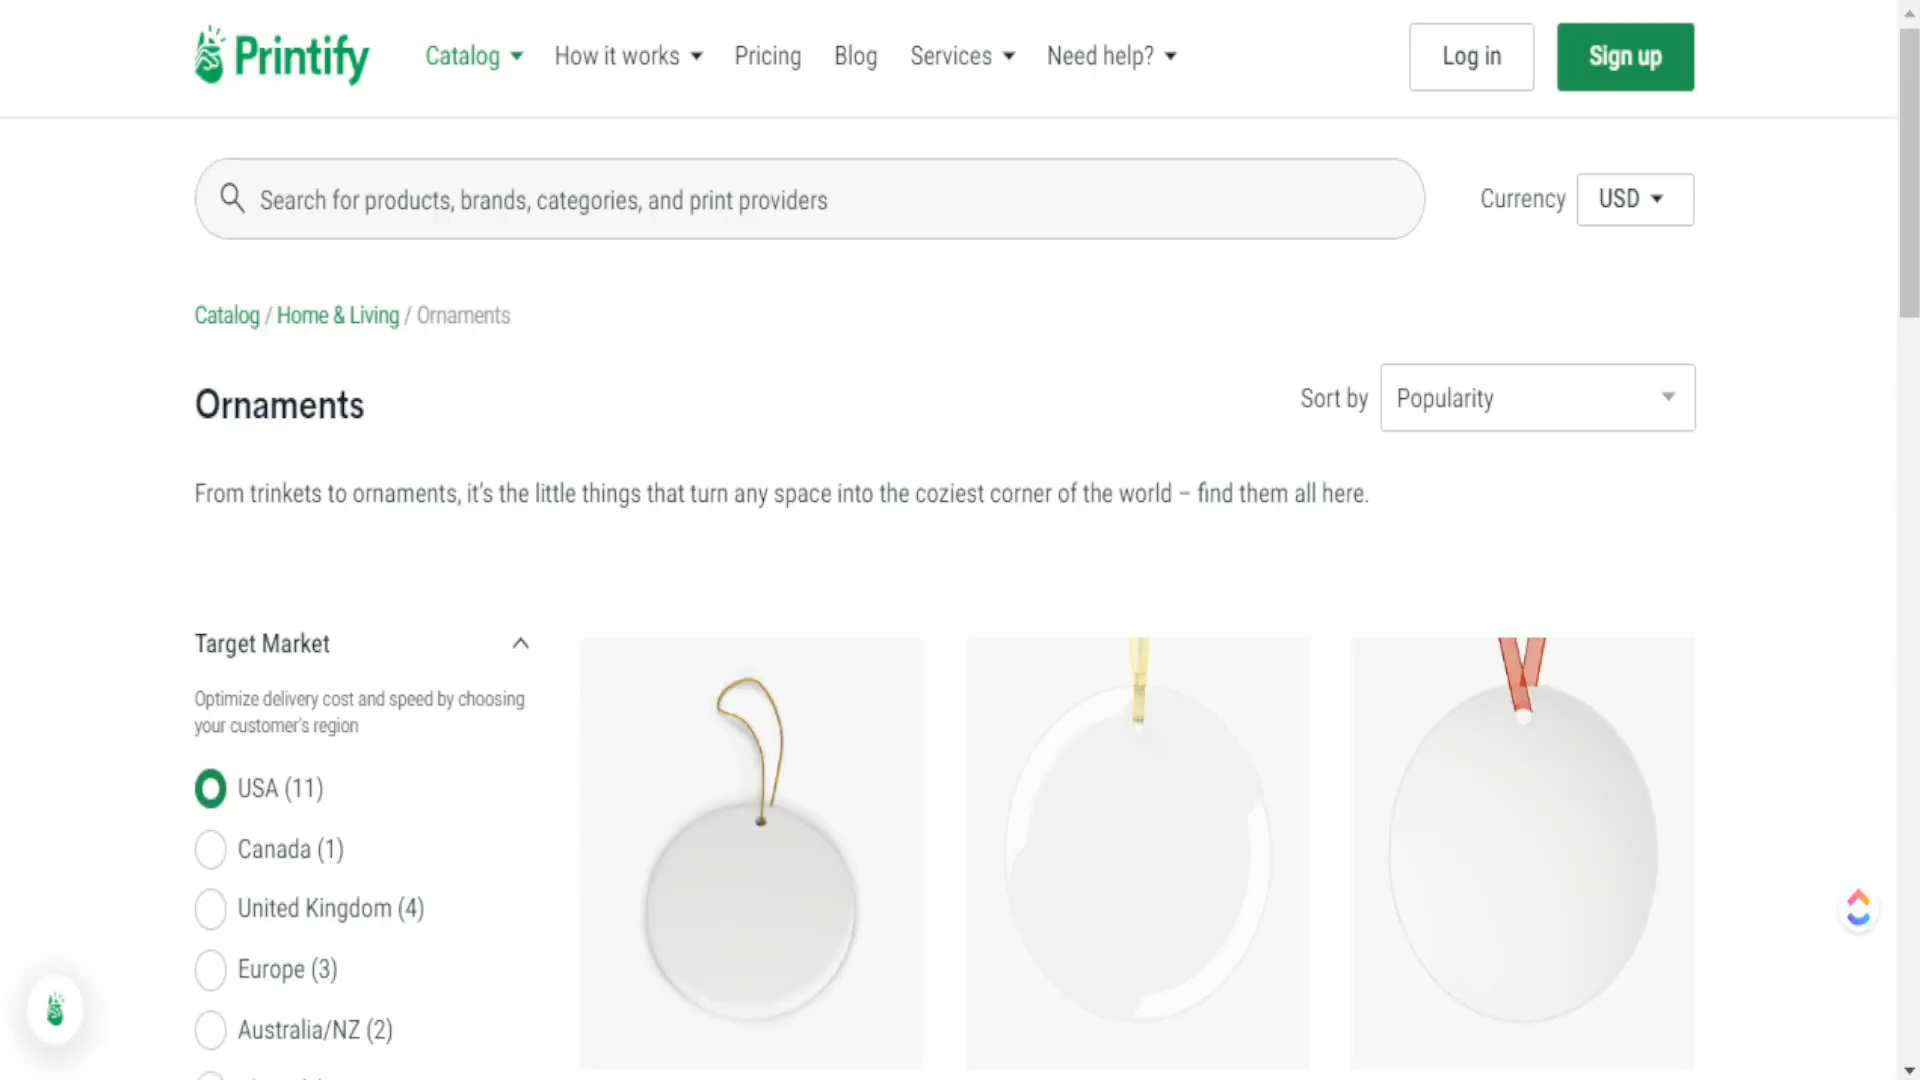 Printify
Catalog
How it works
Pricing
Blog
Services
Need help?
Log in
Sign up
Search for products, brands, categories, and print providers
Currency
USD
Catalog / Home & Living / Ornaments
Ornaments
Sort by
Popularity
From trinkets to ornaments, it's the little things that turn any space into the coziest corner of the world – find them all here.
Target Market
Optimize delivery cost and speed by choosing
your customer's region
USA (11)
Canada (1)
United Kingdom (4)
Europe (3)
Australia/NZ (2)